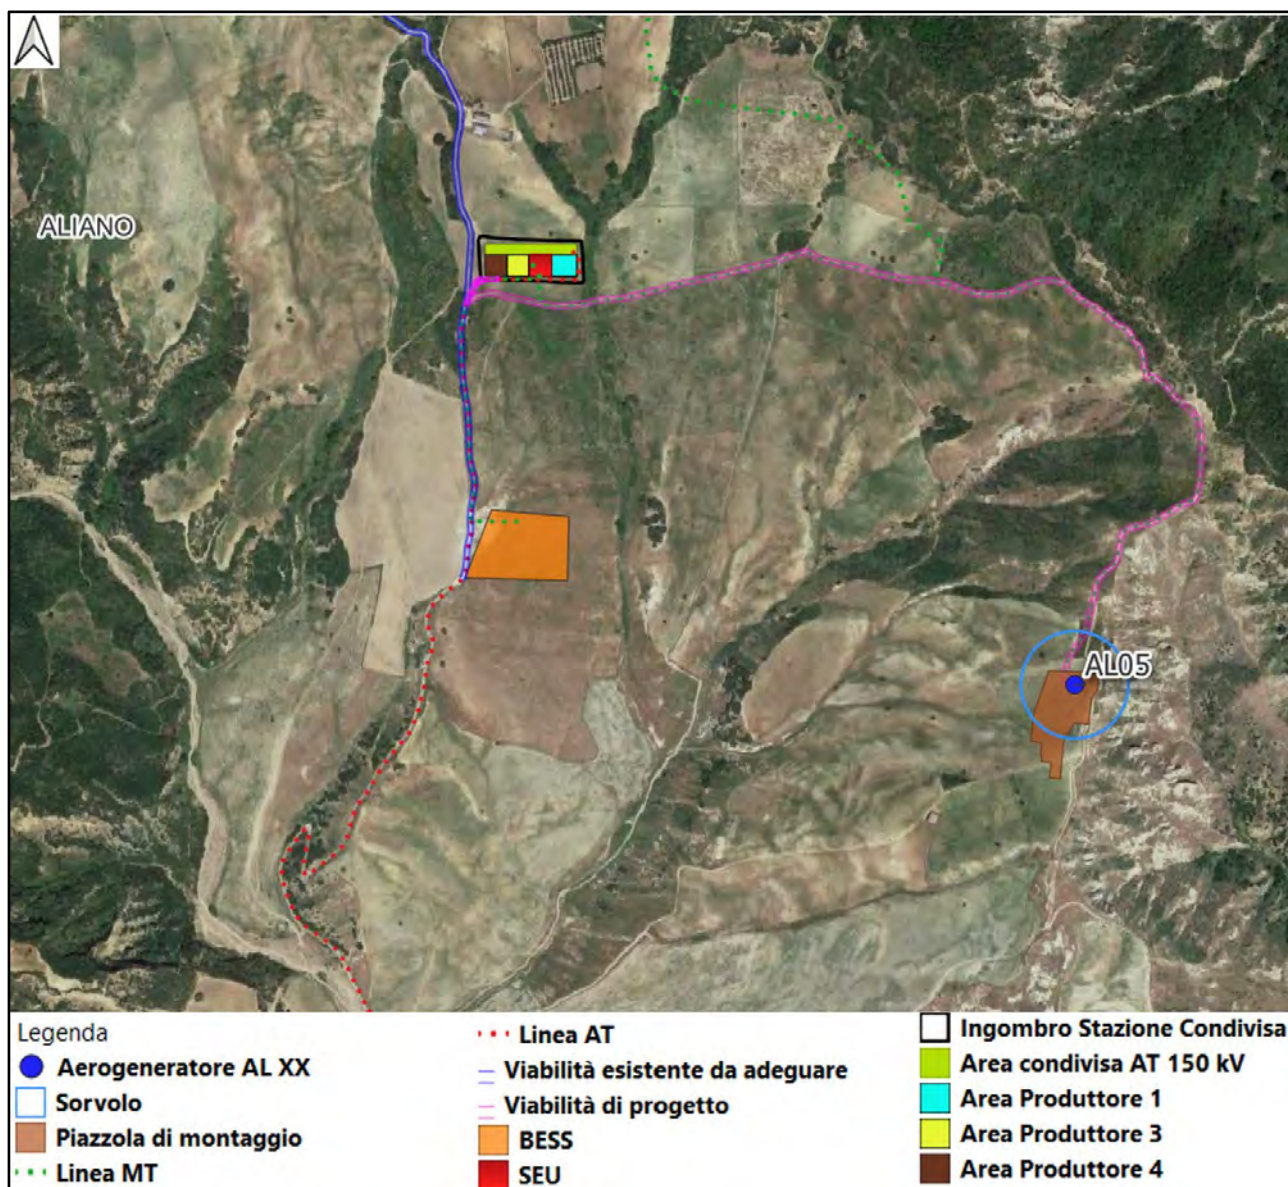 ALIANO
AL05
Legenda
Aerogeneratore AL XX
Sorvolo
Piazzola di montaggio
Linea MT
Linea AT
Viabilità esistente da adeguare
Viabilità di progetto
BESS
SEU
Ingombro Stazione Condivisa
Area condivisa AT 150 kV
Area Produttore 1
Area Produttore 3
Area Produttore 4